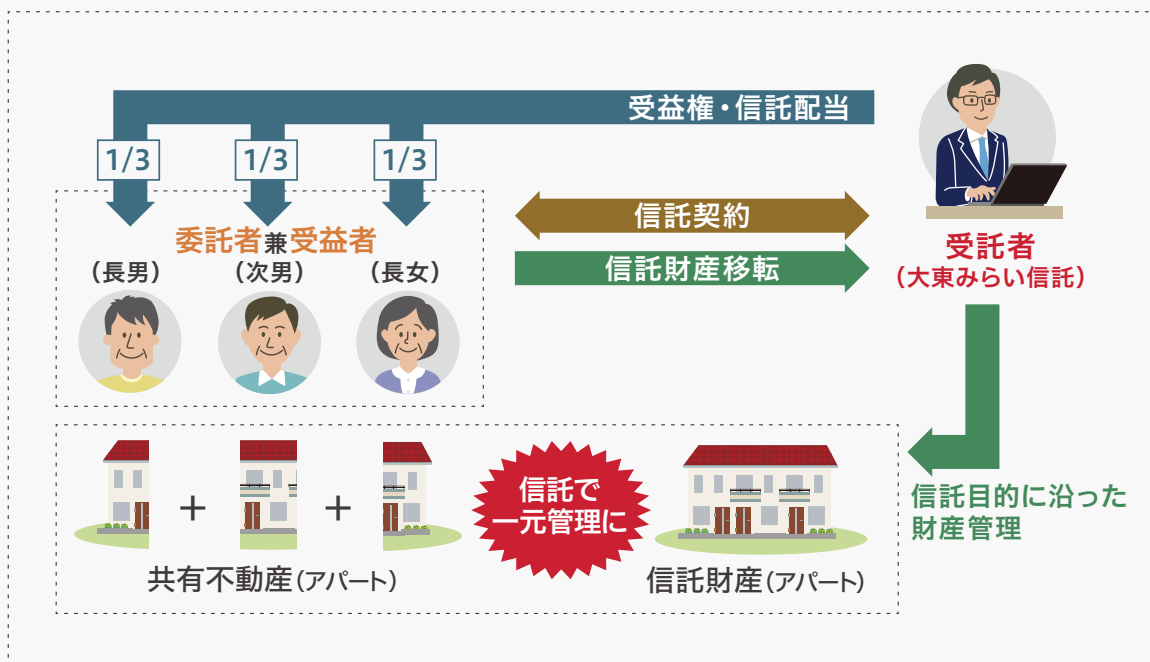 受益権・信託配当
1/3
1/3
1/3
委託者兼受益者
（長男）
（次男）
（長女）
信託契約
信託財産移転
受託者
（大東みらい信託）
＋
＋
信託で
一元管理に
共有不動産（アパート）
信託財産（アパート）
信託目的に沿った
財産管理